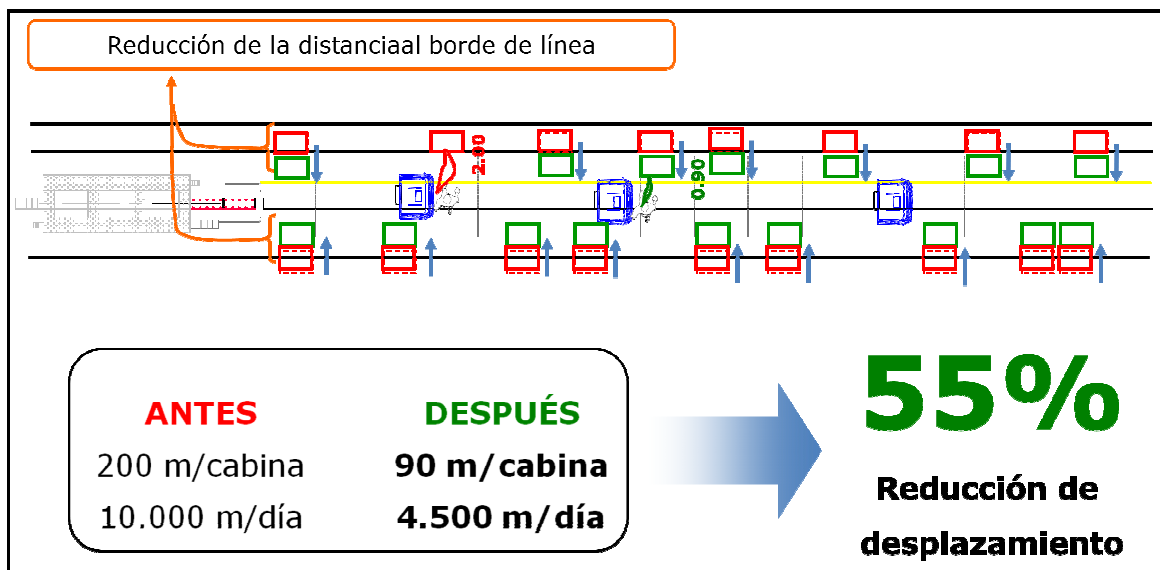 Reducción de la distanciaal borde de línea
2.00
0.90
ANTES
DESPUÉS
200 m/cabina
90 m/cabina
10.000 m/día
4.500 m/día
55%
Reducción de
desplazamiento